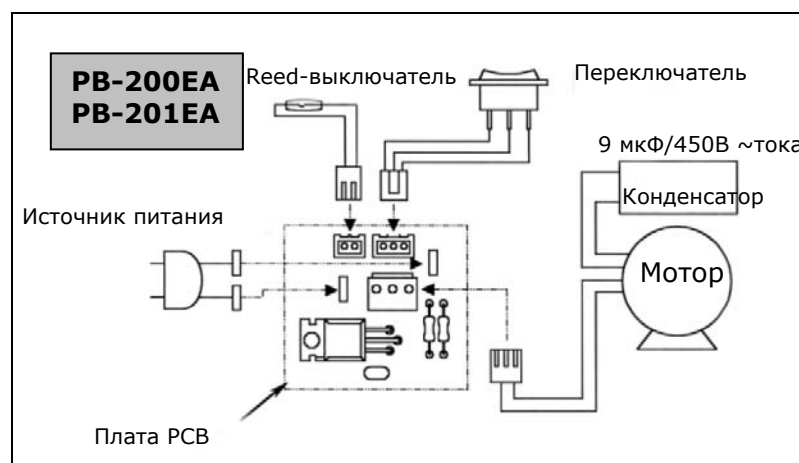 PB-200EA
PB-201EA
Reed-выключатель
Переключатель
9 мкФ/450В ~тока
Конденсатор
Источник питания
Мотор
Плата PCB